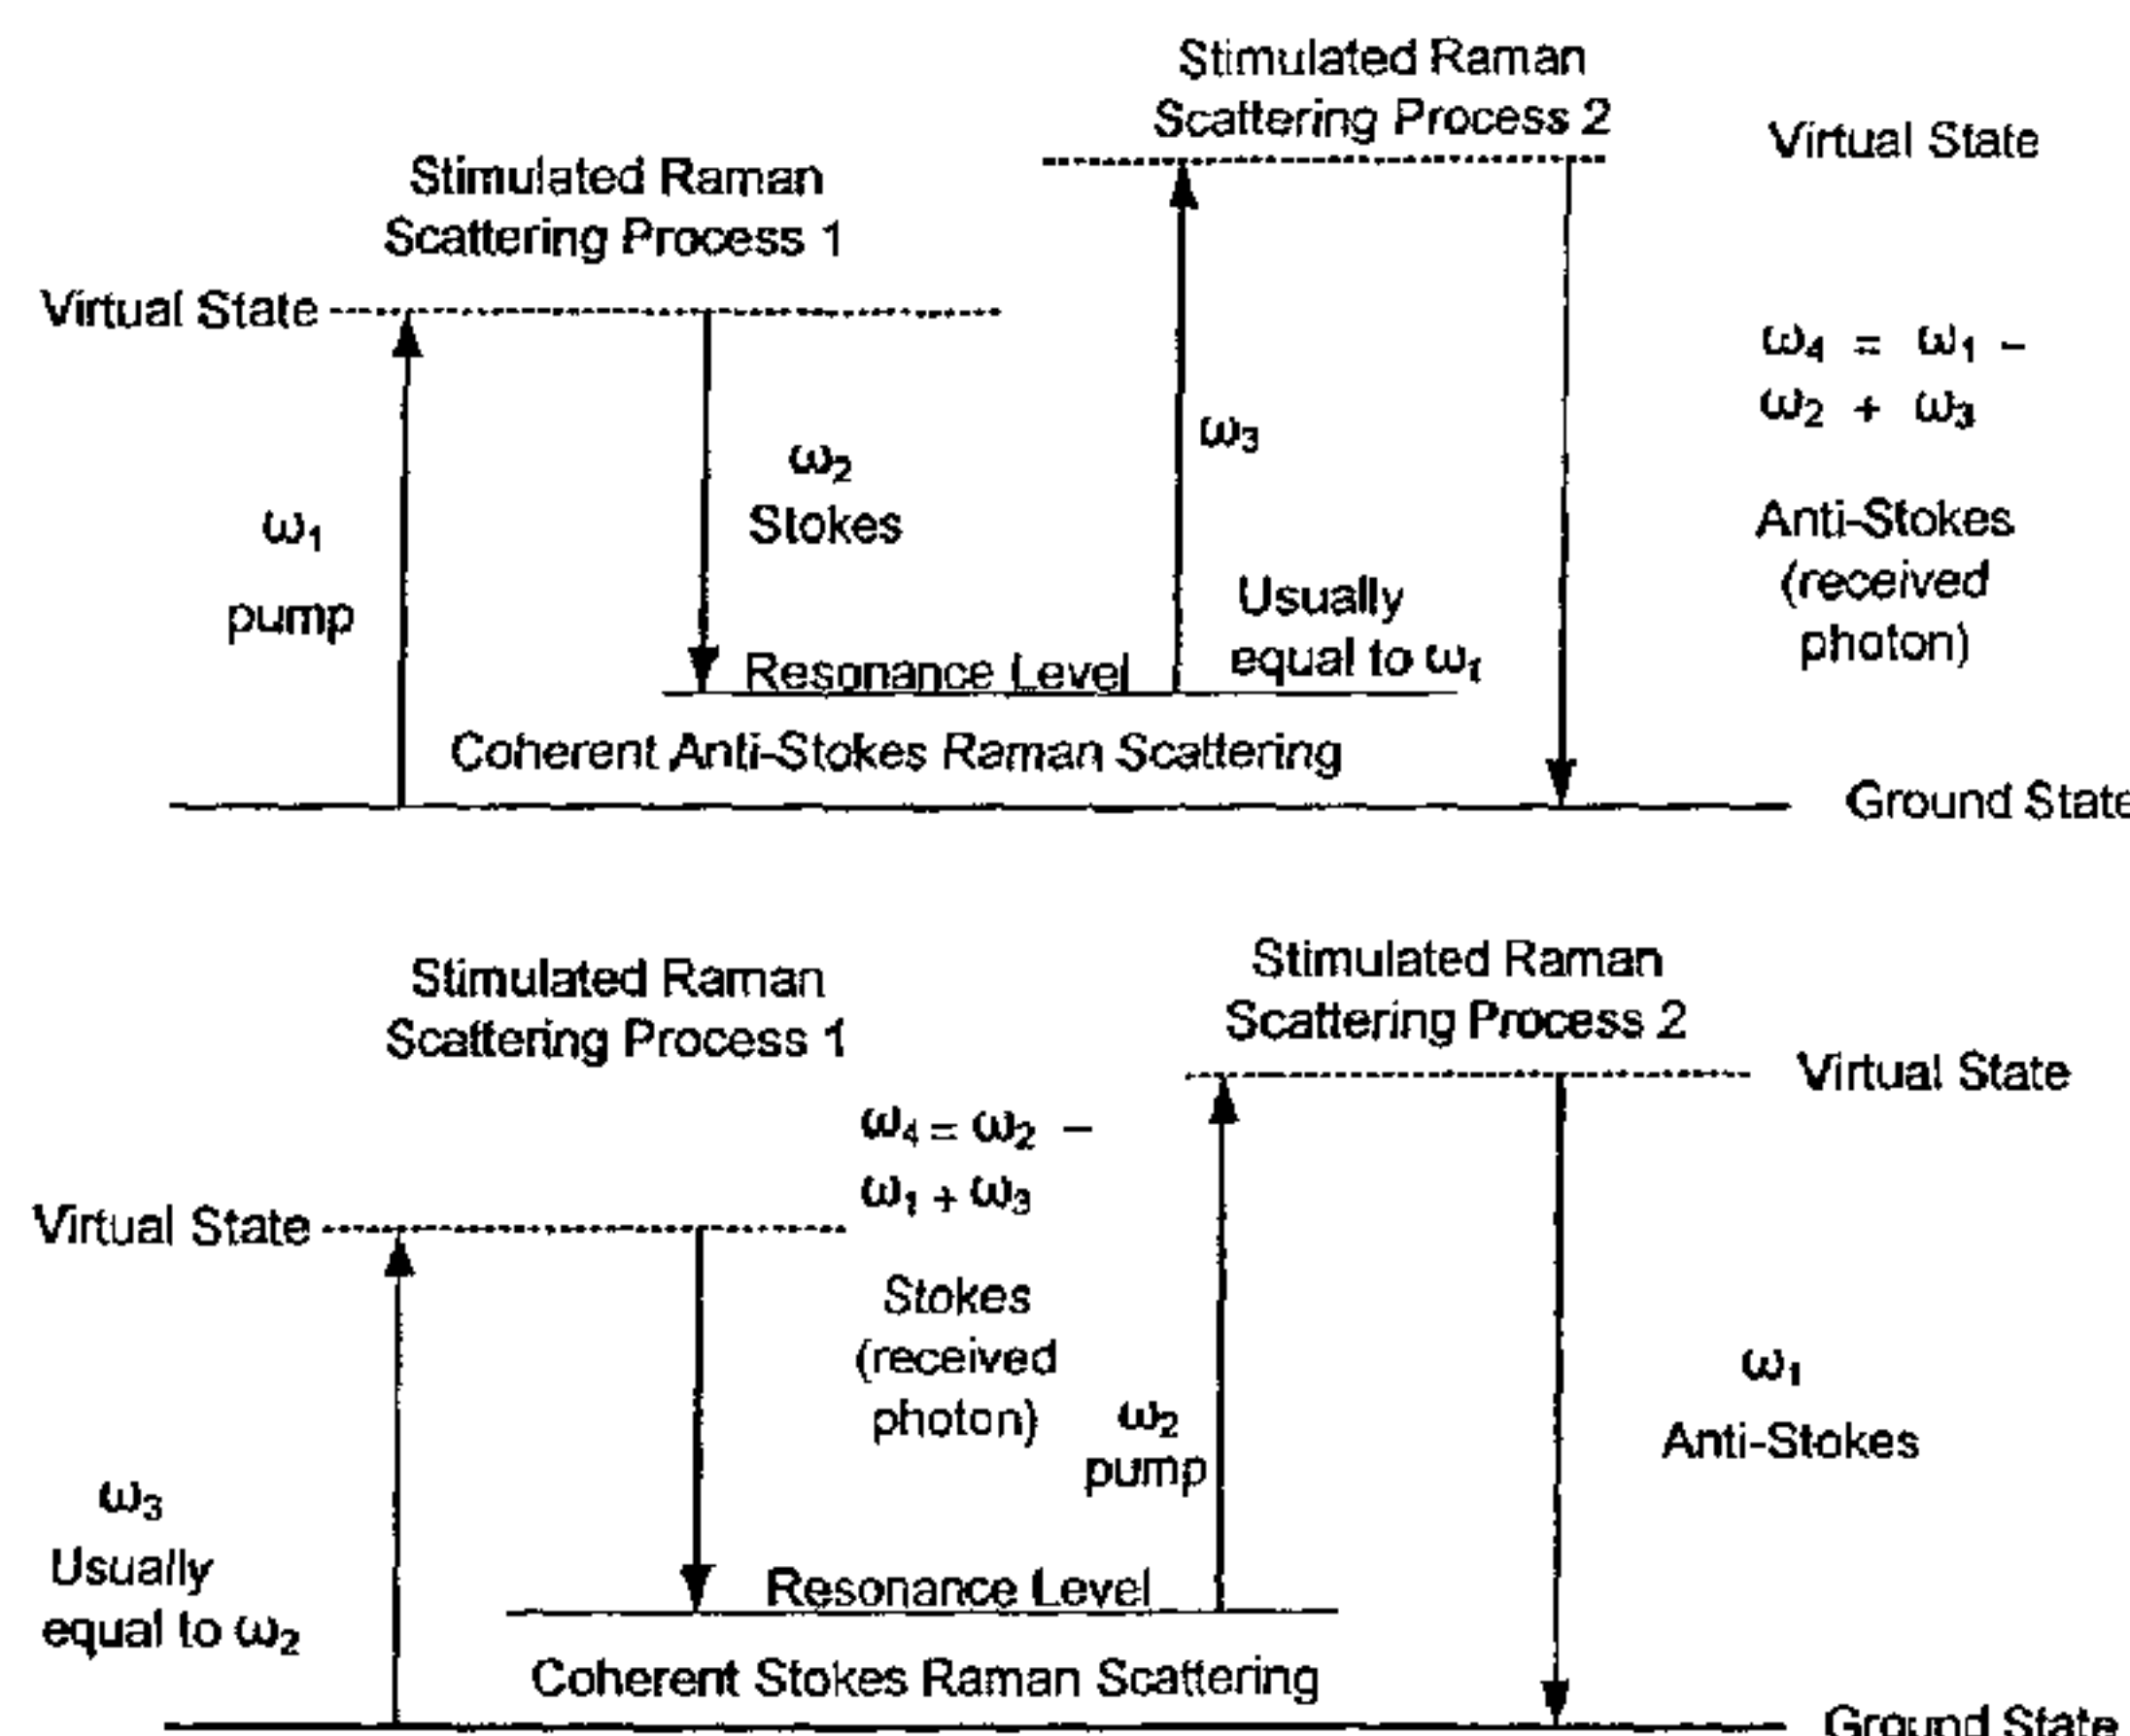 Stimulated Raman
Scattering Process 2
Virtual State
Stimulated Raman
Scattering Process 1
Virtual State
ω4 = ω1 –
ω2 + ω3
ω3
ω2
Stokes
ω1
pump
Anti-Stokes
(received
photon)
Usually
equal to ω1
Resonance Level
Coherent Anti-Stokes Raman Scattering
Ground State
Stimulated Raman
Scattering Process 1
Stimulated Raman
Scattering Process 2
Virtual State
ω4 = ω2 –
ω1 + ω3
Virtual State
Stokes
(received
photon)
ω2
pump
ω1
Anti-Stokes
ω3
Usually
equal to ω2
Resonance Level
Coherent Stokes Raman Scattering
Ground State